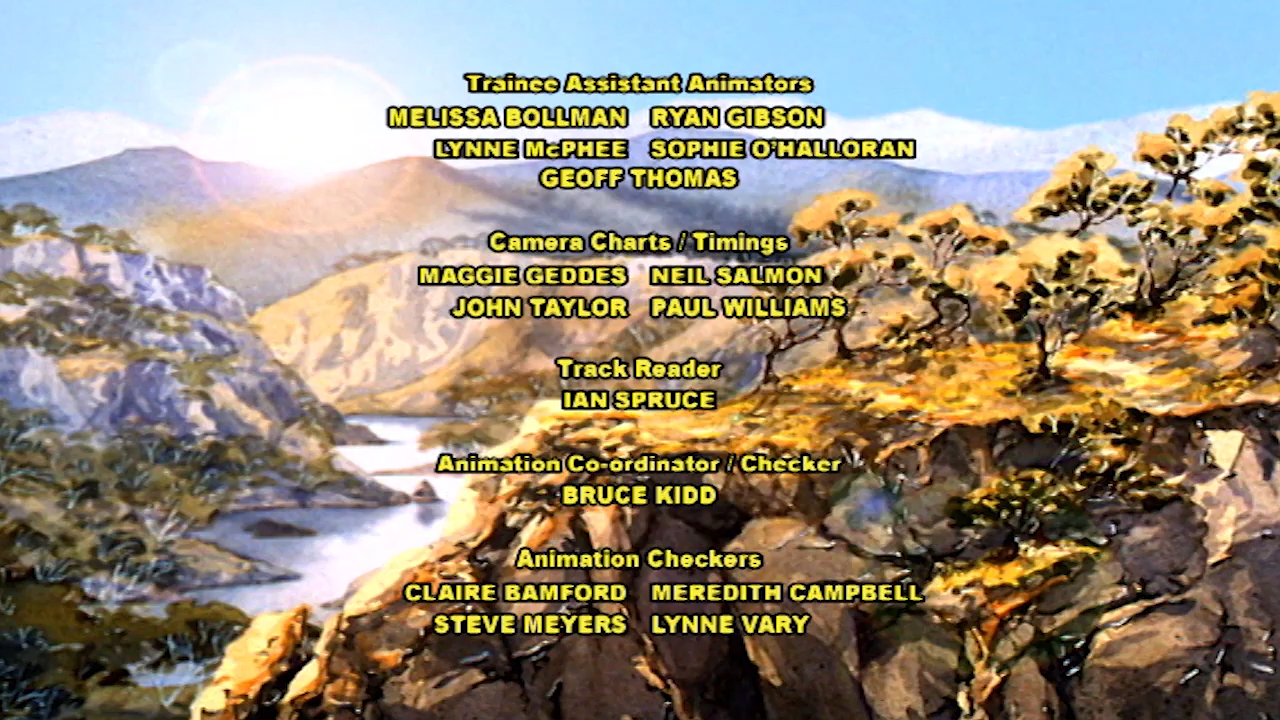 Trainee Assistant Animators
MELISSA BOLLMAN RYAN GIBSON
LYNNE McPHEE SOPHIE O'HALLORAN
GEOFF THOMAS
Camera Charts / Timings
MAGGIE GEDDES NEIL SALMON
JOHN TAYLOR PAUL WILLIAMS
Track Reader
IAN SPRUCE
Animation Co-ordinator / Checker
BRUCE KIDD
Animation Checkers
CLAIRE BAMFORD MEREDITH CAMPBELL
STEVE MEYERS LYNNE VARY